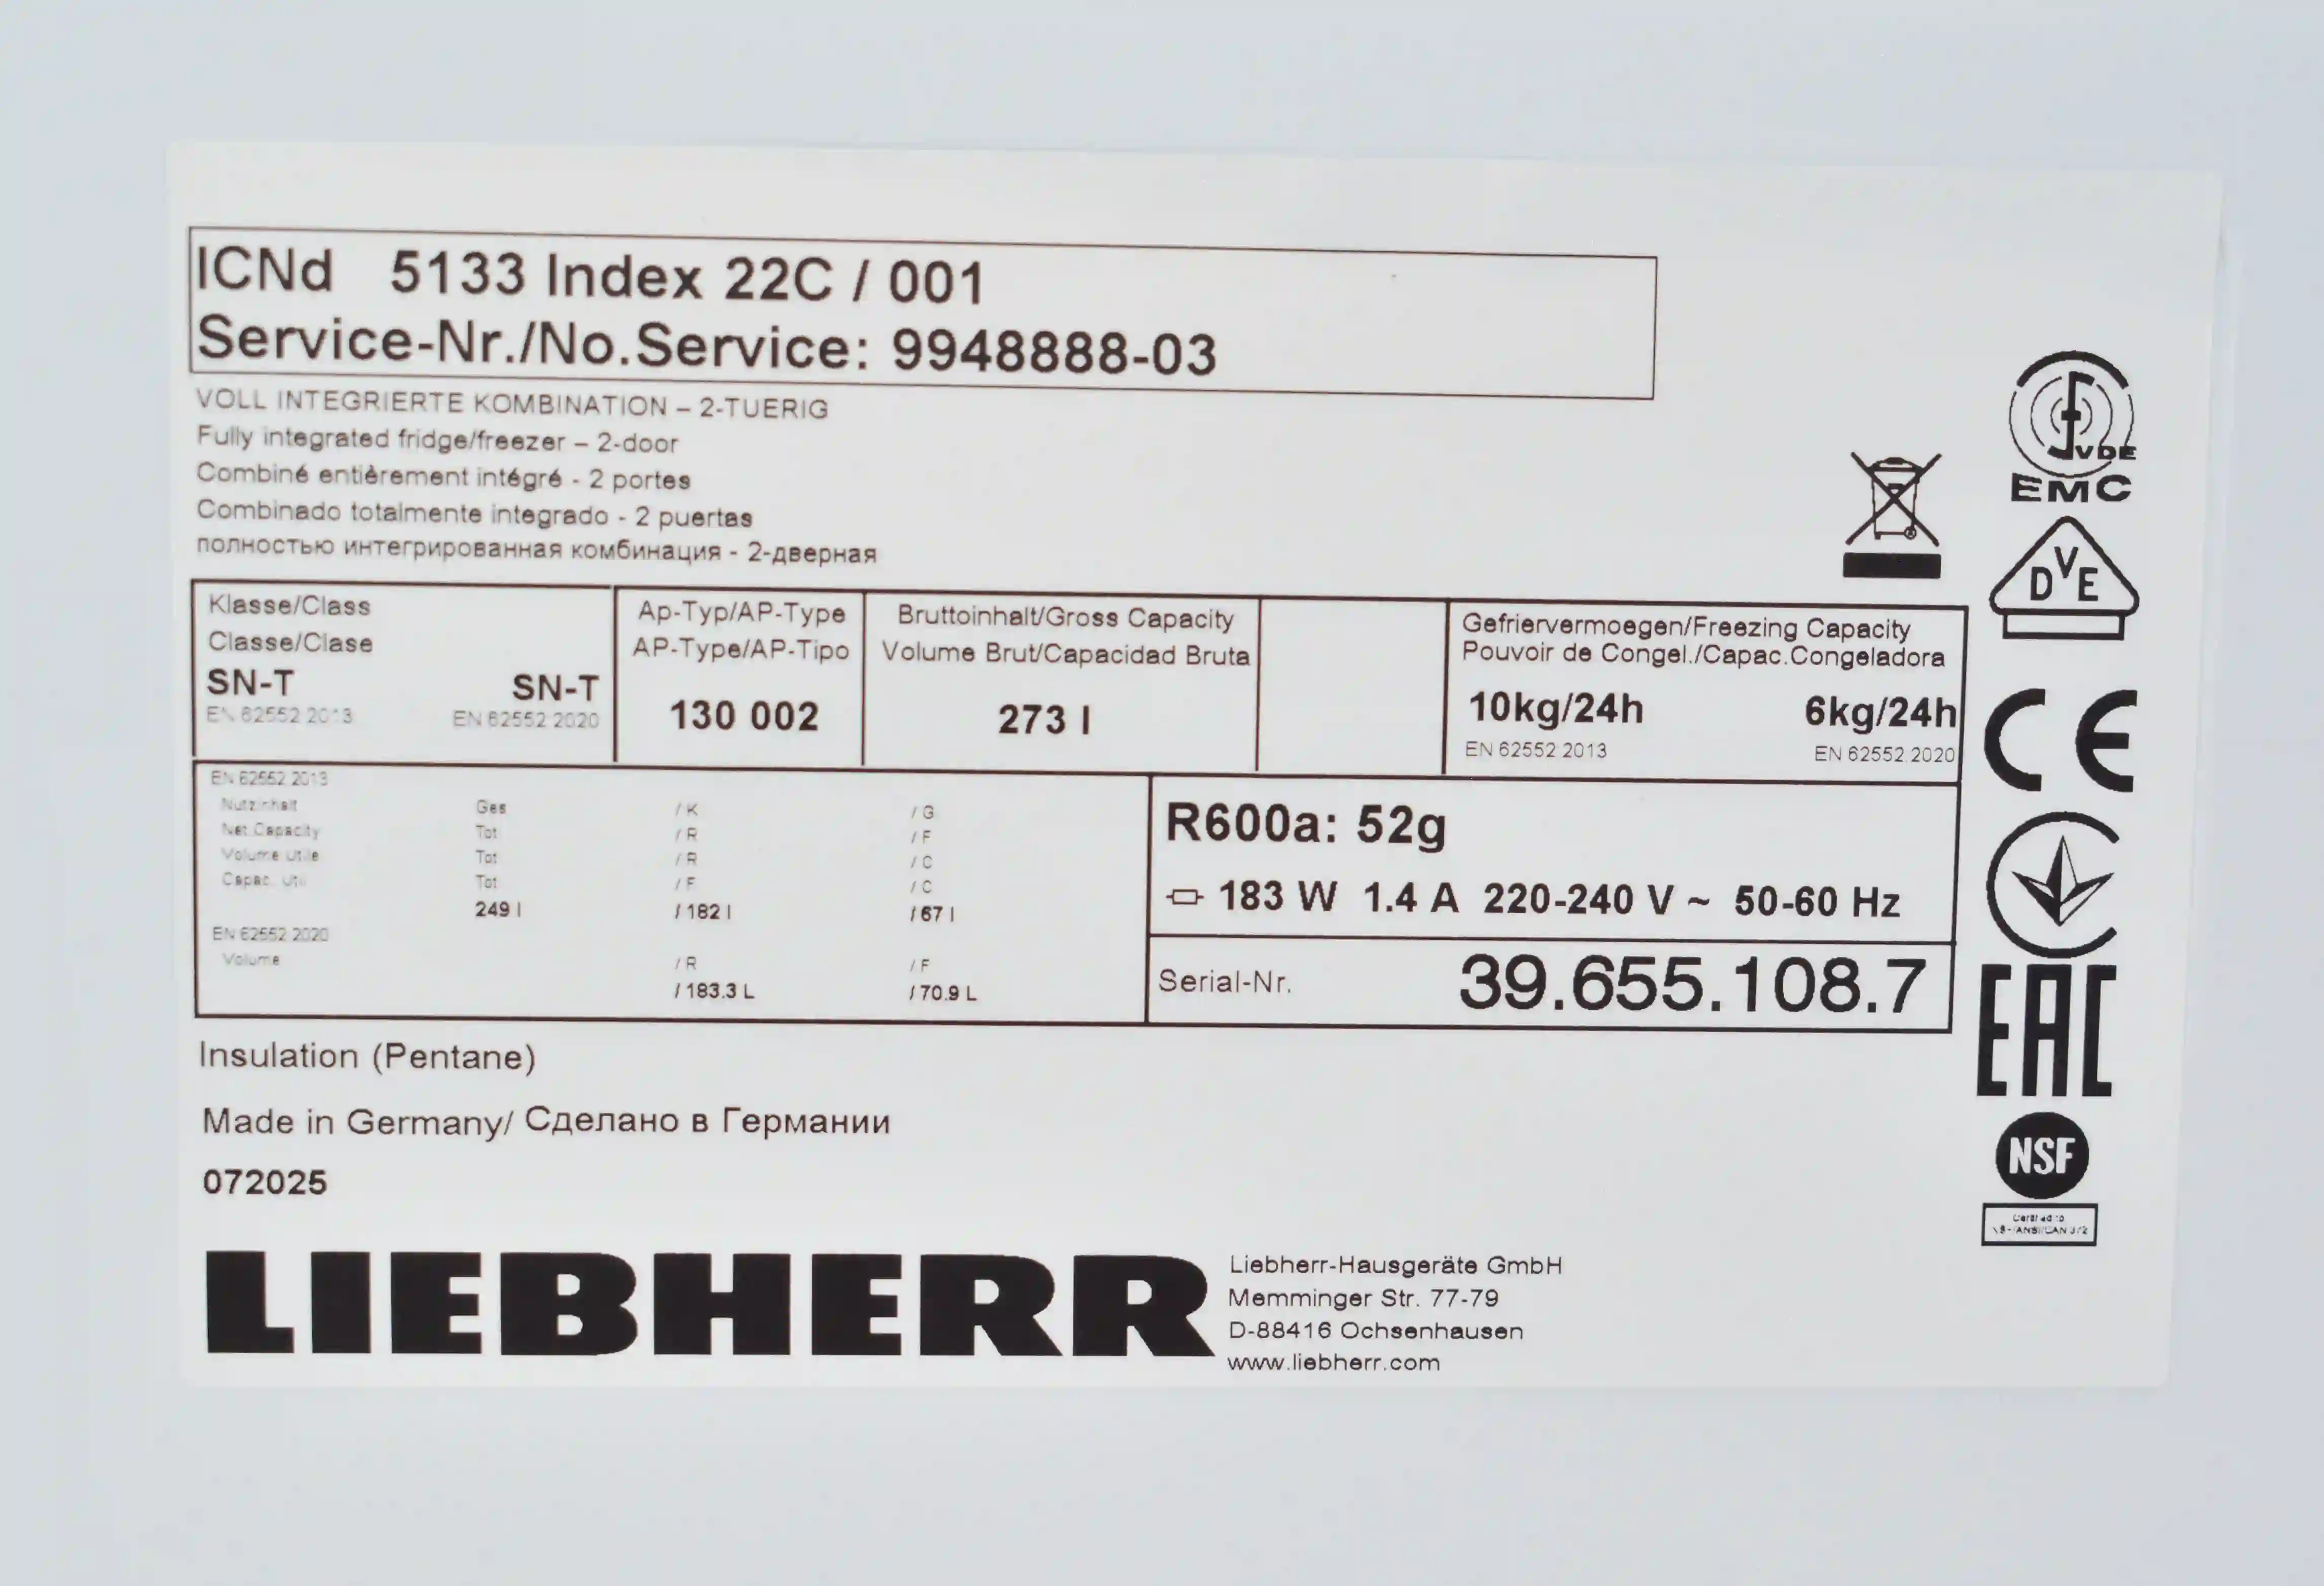 ICNd 5133 Index 22C / 001
Service-Nr./No.Service: 9948888-03
VOLL INTEGRIERTE KOMBINATION – 2-TUERIG
Fully integrated fridge/freezer – 2-door
Combiné entièrement intégré - 2 portes
Combinado totalmente integrado - 2 puertas
полностью интегрированная комбинация - 2-дверная
VDE
EMC
VDE
Klasse/Class
Classe/Clase
SN-T SN-T
EN 62552 2013 EN 62552 2020
Ap-Typ/AP-Type
AP-Type/AP-Tipo
130 002
Bruttoinhalt/Gross Capacity
Volume Brut/Capacidad Bruta
273 l
Gefriervermoegen/Freezing Capacity
Pouvoir de Congel./Capac.Congeladora
10kg/24h 6kg/24h
EN 62552 2013 EN 62552 2020
CE
EN 62552 2013
Nutzinhalt Ges / K / G
Net Capacity Tot / R / F
Volume Utile Tot / R / C
Capac. Util Tot / F / C
249 l / 182 l / 67 l
EN 62552 2020
Volume / R / F
/ 183.3 L / 70.9 L
R600a: 52g
183 W 1.4 A 220-240 V ~ 50-60 Hz
Serial-Nr. 39.655.108.7
EAC
NSF
Certified to
Insulation (Pentane)
Made in Germany/ Сделано в Германии
072025
LIEBHERR
Liebherr-Hausgeräte GmbH
Memminger Str. 77-79
D-88416 Ochsenhausen
www.liebherr.com